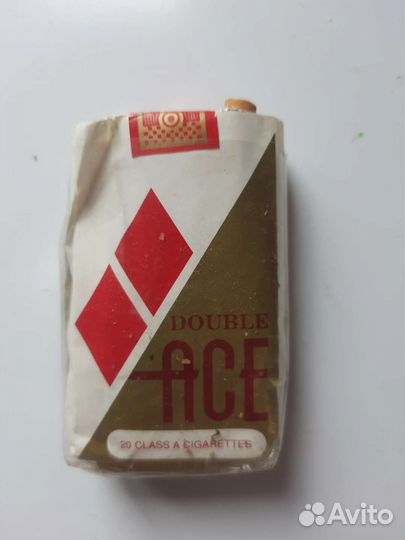 DOUBLE
ACE
20 CLASS A CIGARETTES
Avito